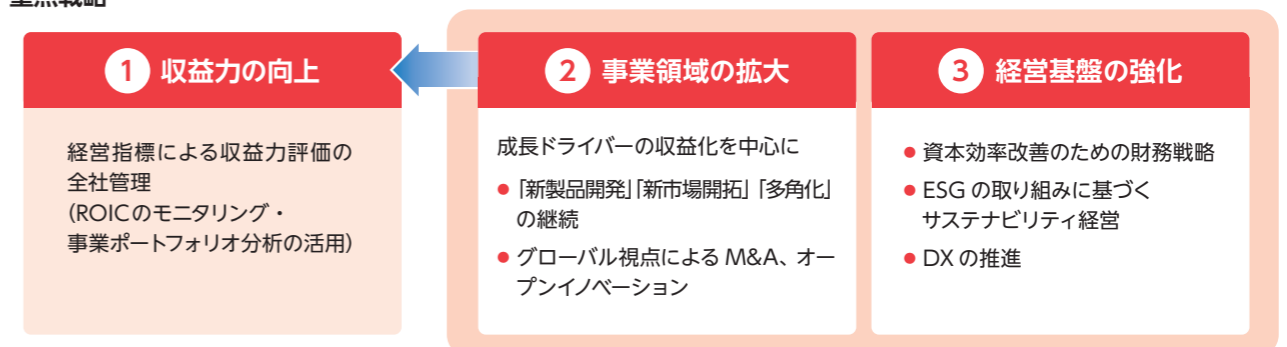 重点戦略
1 収益力の向上
経営指標による収益力評価の
全社管理
(ROICのモニタリング・
事業ポートフォリオ分析の活用)
2 事業領域の拡大
成長ドライバーの収益化を中心に
● 「新製品開発」「新市場開拓」「多角化」
の継続
● グローバル視点による M&A、オー
プンイノベーション
3 経営基盤の強化
● 資本効率改善のための財務戦略
● ESG の取り組みに基づく
サステナビリティ経営
● DX の推進